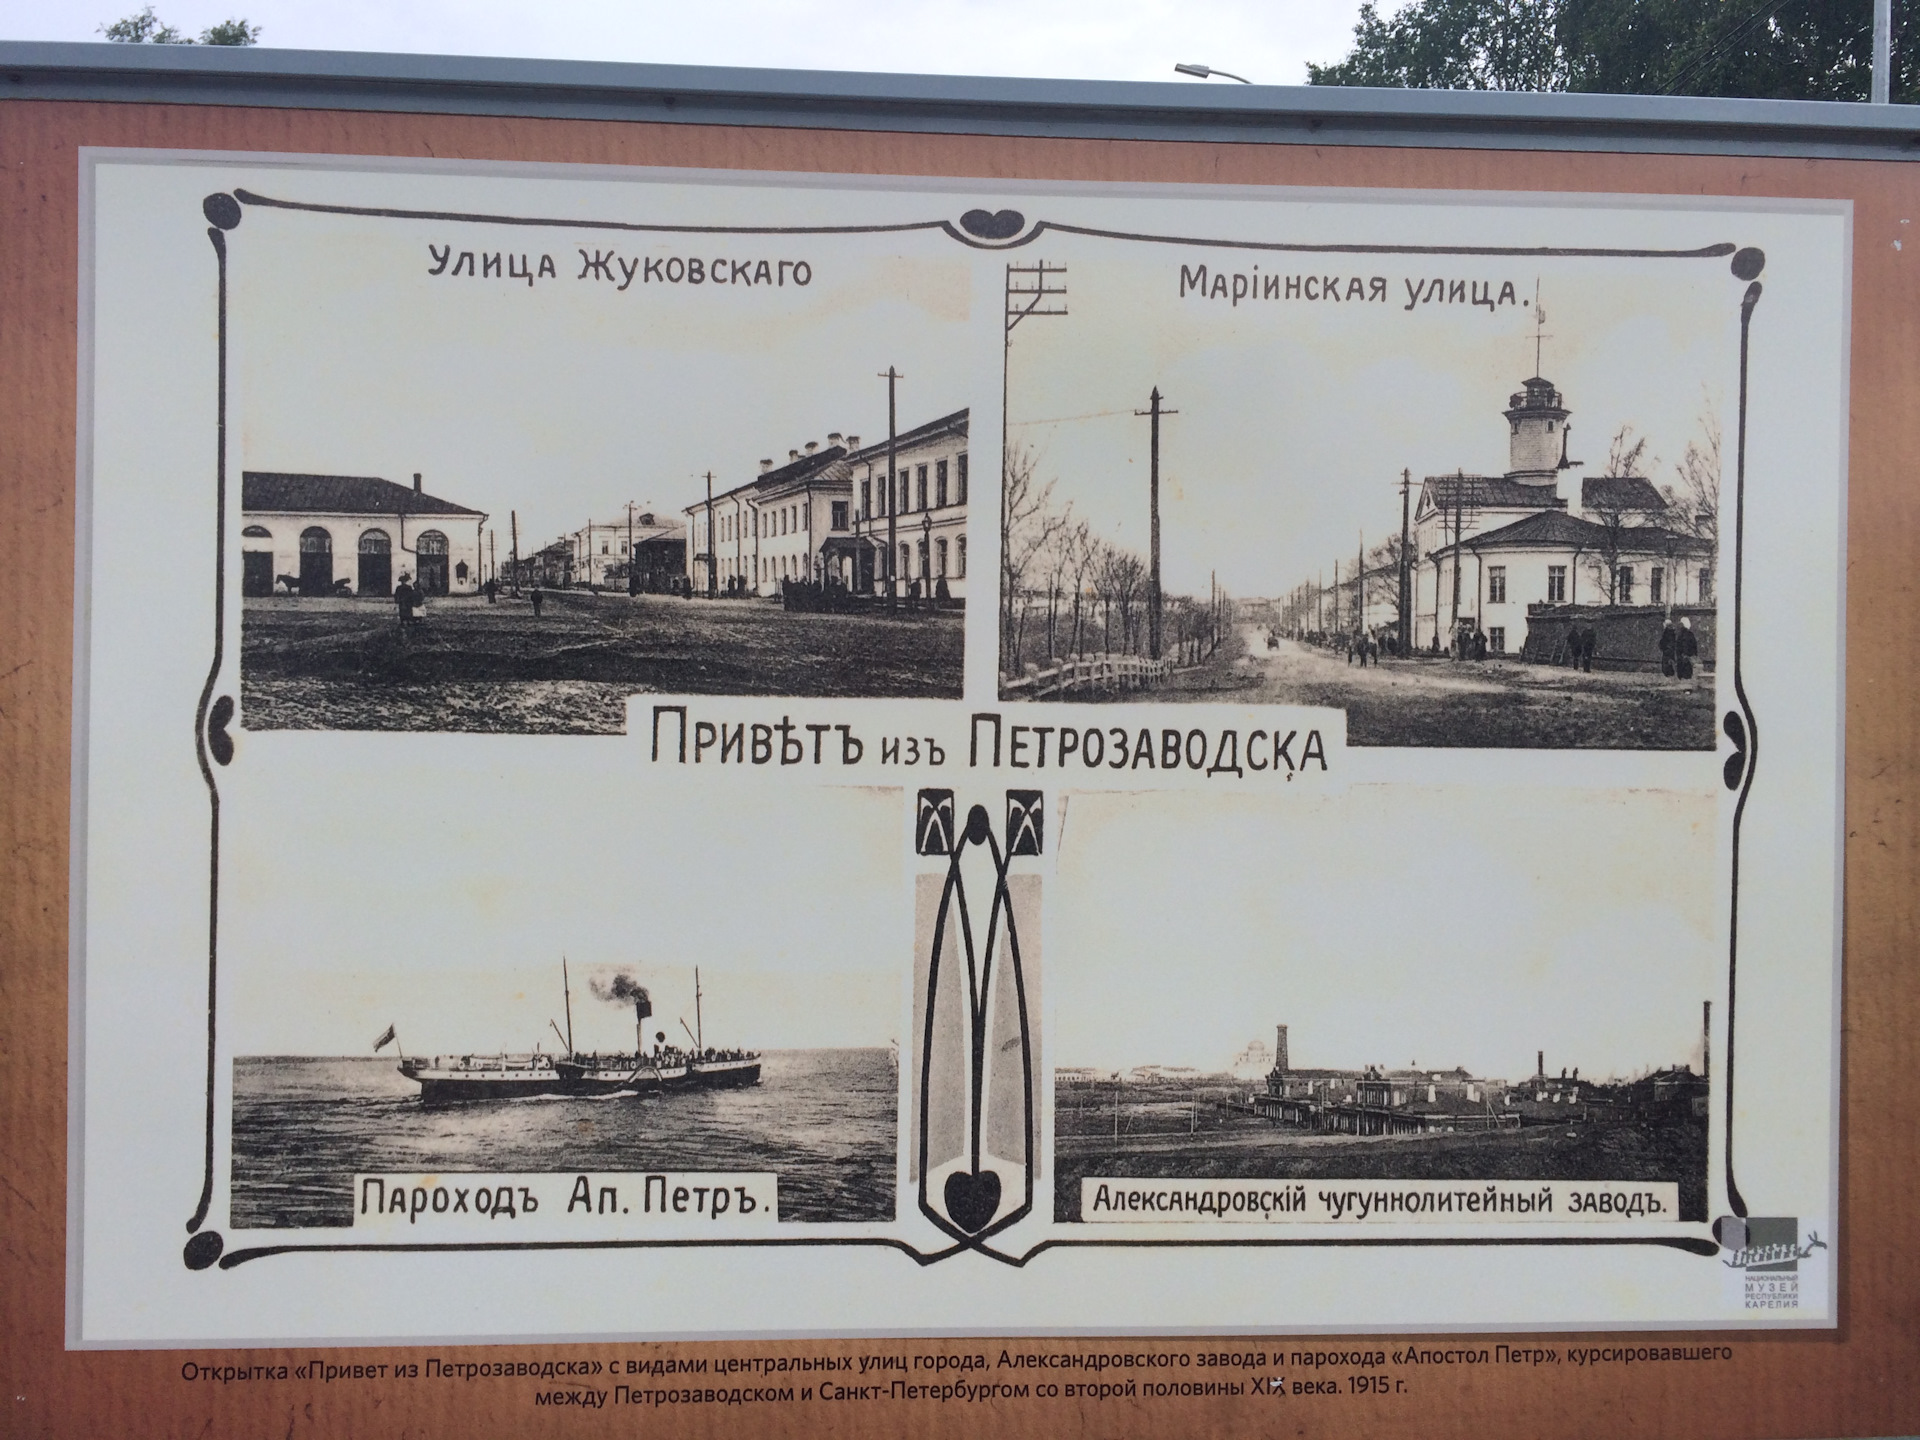 Улица Жуковскаго
Маріинская улица.
Привѣтъ изъ Петрозаводска
Пароходъ Ап. Петръ.
Александровскій чугуннолитейный заводъ.
НАЦИОНАЛЬНЫЙ
МУЗЕЙ
РЕСПУБЛИКИ
КАРЕЛИЯ
Открытка «Привет из Петрозаводска» с видами центральных улиц города, Александровского завода и парохода «Апостол Петр», курсировавшего
между Петрозаводском и Санкт-Петербургом со второй половины XIX века. 1915 г.